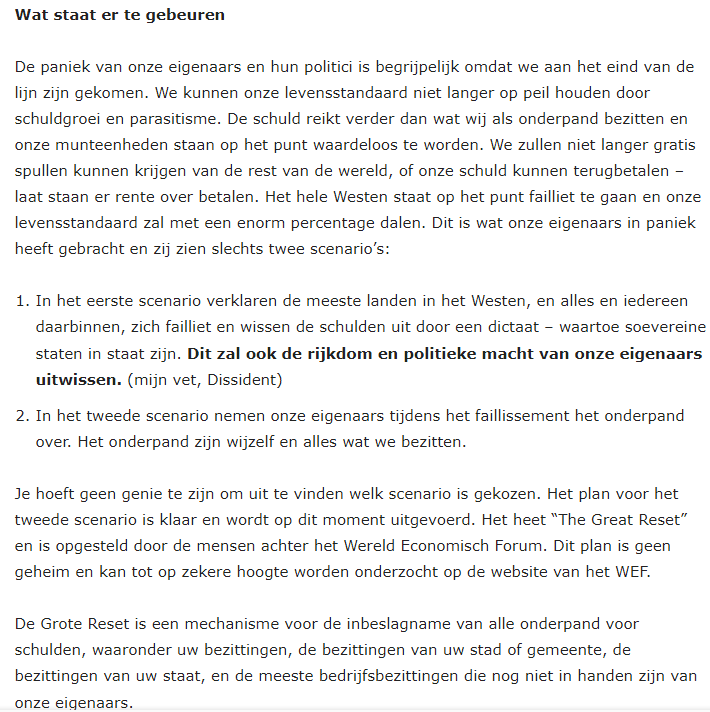 Wat staat er te gebeuren
De paniek van onze eigenaars en hun politici is begrijpelijk omdat we aan het eind van de
lijn zijn gekomen. We kunnen onze levensstandaard niet langer op peil houden door
schuldgroei en parasitisme. De schuld reikt verder dan wat wij als onderpand bezitten en
onze munteenheden staan op het punt waardeloos te worden. We zullen niet langer gratis
spullen kunnen krijgen van de rest van de wereld, of onze schuld kunnen terugbetalen –
laat staan er rente over betalen. Het hele Westen staat op het punt failliet te gaan en onze
levensstandaard zal met een enorm percentage dalen. Dit is wat onze eigenaars in paniek
heeft gebracht en zij zien slechts twee scenario’s:
1. In het eerste scenario verklaren de meeste landen in het Westen, en alles en iedereen
daarbinnen, zich failliet en wissen de schulden uit door een dictaat – waartoe soevereine
staten in staat zijn. Dit zal ook de rijkdom en politieke macht van onze eigenaars
uitwissen. (mijn vet, Dissident)
2. In het tweede scenario nemen onze eigenaars tijdens het faillissement het onderpand
over. Het onderpand zijn wijzelf en alles wat we bezitten.
Je hoeft geen genie te zijn om uit te vinden welk scenario is gekozen. Het plan voor het
tweede scenario is klaar en wordt op dit moment uitgevoerd. Het heet “The Great Reset”
en is opgesteld door de mensen achter het Wereld Economisch Forum. Dit plan is geen
geheim en kan tot op zekere hoogte worden onderzocht op de website van het WEF.
De Grote Reset is een mechanisme voor de inbeslagname van alle onderpand voor
schulden, waaronder uw bezittingen, de bezittingen van uw stad of gemeente, de
bezittingen van uw staat, en de meeste bedrijfsbezittingen die nog niet in handen zijn van
onze eigenaars.